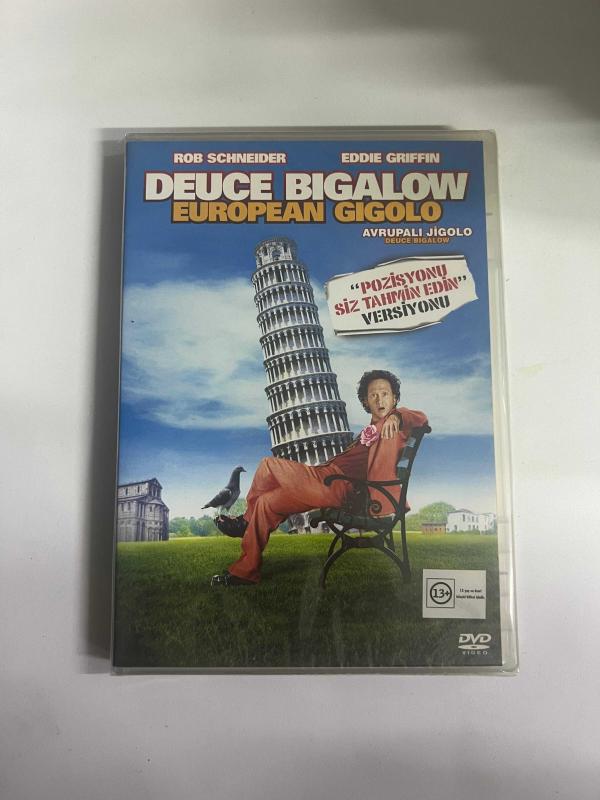 ROB SCHNEIDER EDDIE GRIFFIN
DEUCE BIGALOW
EUROPEAN GIGOLO
AVRUPALI JİGOLO
DEUCE BIGALOW
"POZİSYONU
SİZ TAHMİN EDİN"
VERSİYONU
13+
DVD
VIDEO